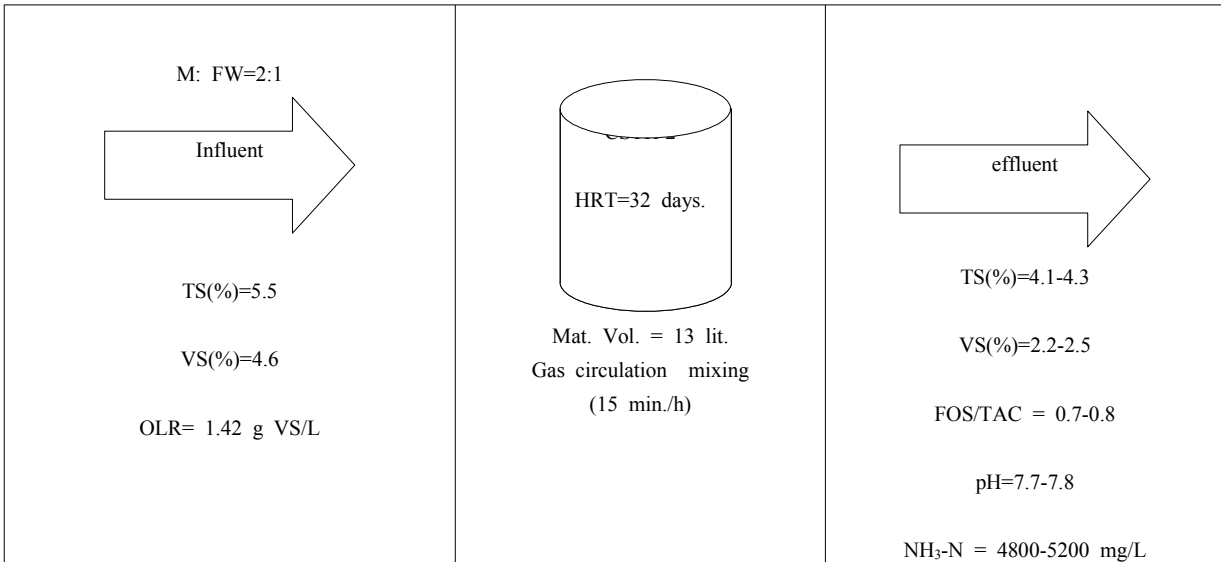 M: FW=2:1
Influent
TS(%)=5.5
VS(%)=4.6
OLR= 1.42 g VS/L
HRT=32 days.
Mat. Vol. = 13 lit.
Gas circulation mixing
(15 min./h)
effluent
TS(%)=4.1-4.3
VS(%)=2.2-2.5
FOS/TAC = 0.7-0.8
pH=7.7-7.8
NH₃-N = 4800-5200 mg/L